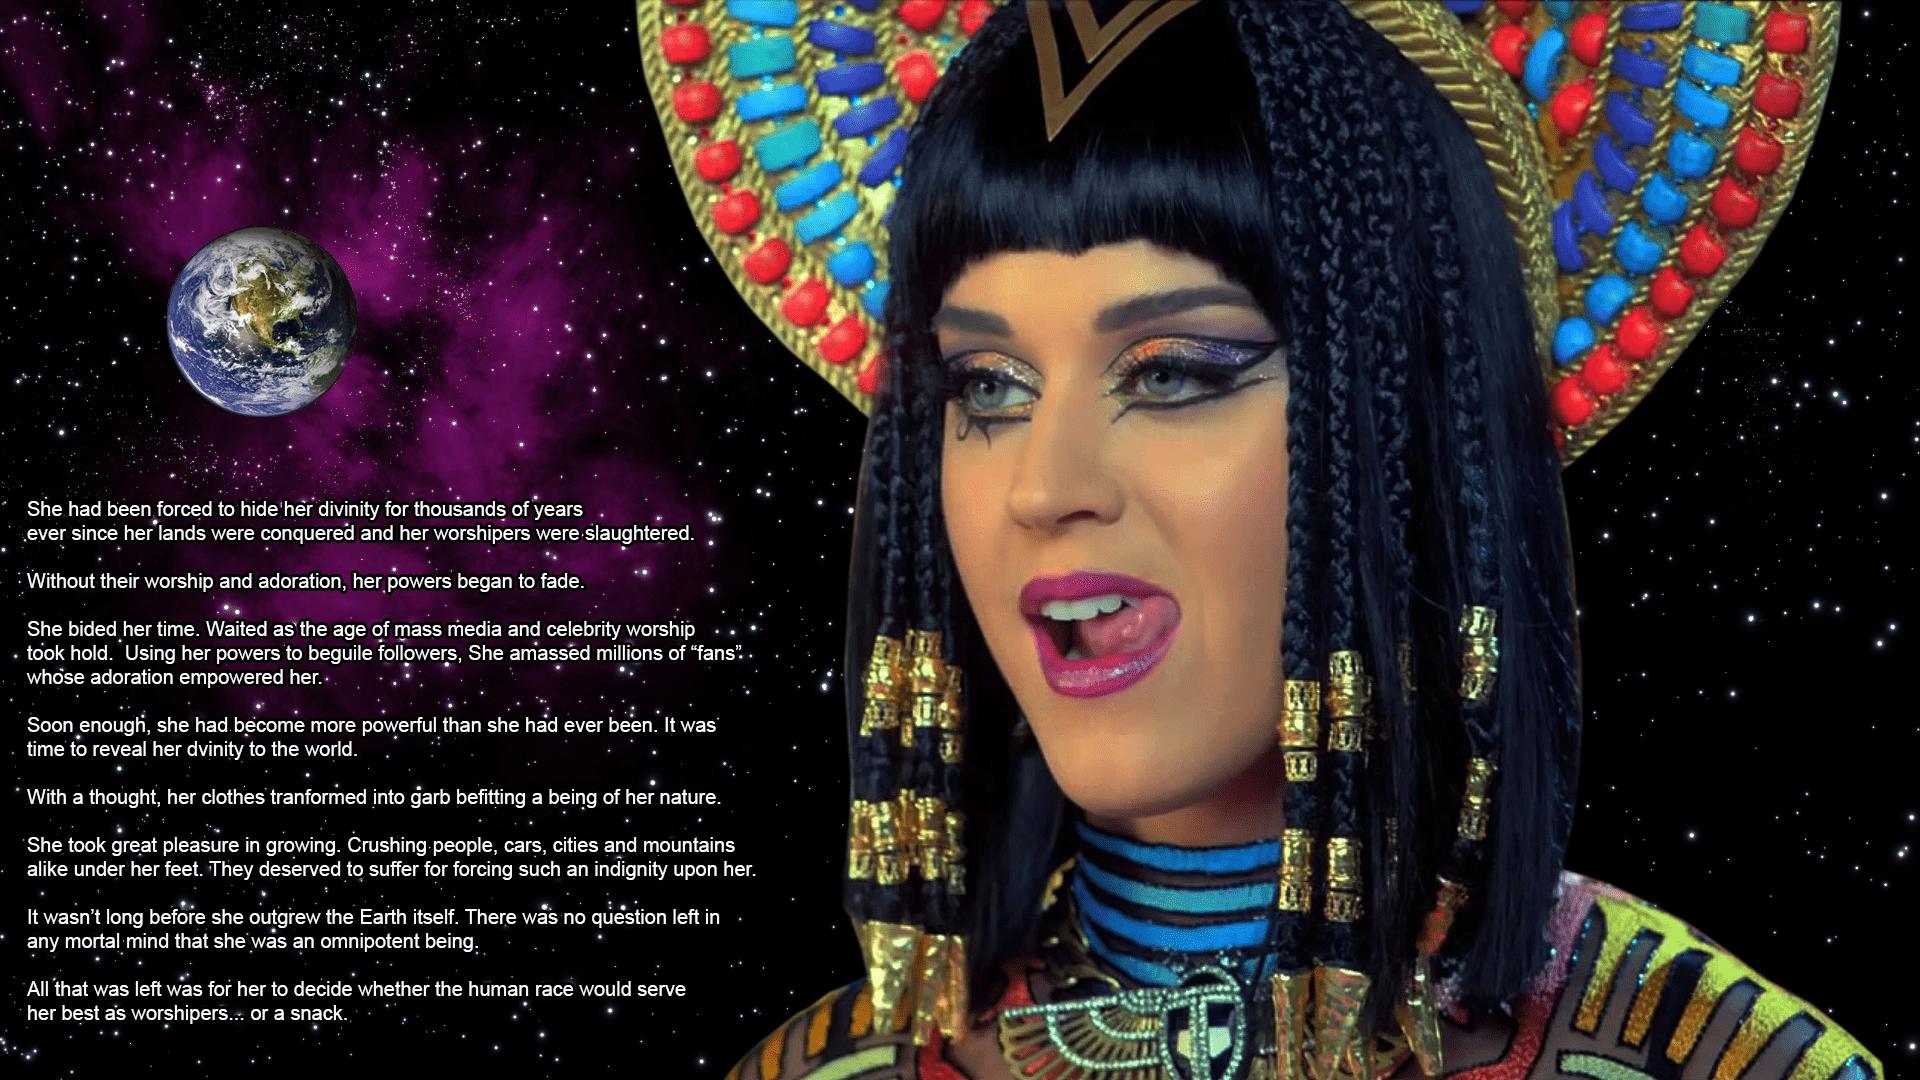 She had been forced to hide her divinity for thousands of years
ever since her lands were conquered and her worshipers were slaughtered.
Without their worship and adoration, her powers began to fade.
She bided her time. Waited as the age of mass media and celebrity worship
took hold.  Using her powers to beguile followers, She amassed millions of “fans”
whose adoration empowered her.
Soon enough, she had become more powerful than she had ever been. It was
time to reveal her dvinity to the world.
With a thought, her clothes tranformed into garb befitting a being of her nature.
She took great pleasure in growing. Crushing people, cars, cities and mountains
alike under her feet. They deserved to suffer for forcing such an indignity upon her.
It wasn’t long before she outgrew the Earth itself. There was no question left in
any mortal mind that she was an omnipotent being.
All that was left was for her to decide whether the human race would serve
her best as worshipers... or a snack.